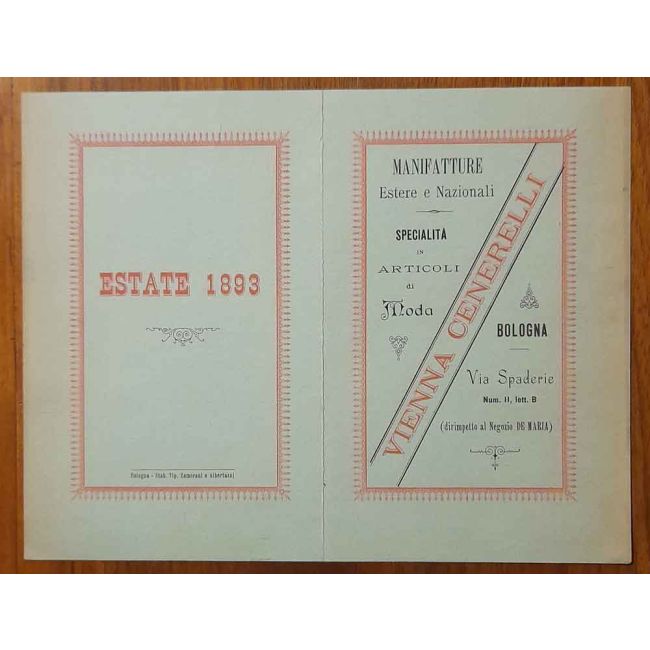 ESTATE 1893
Bologna - Stab. Tip. Zamorani e Albertazzi
MANIFATTURE
Estere e Nazionali
SPECIALITÀ
IN
ARTICOLI
di
Moda
VIENNA CENERELLI
BOLOGNA
Via Spaderie
Num. 11, lett. B
(dirimpetto al Negozio DE-MARIA)